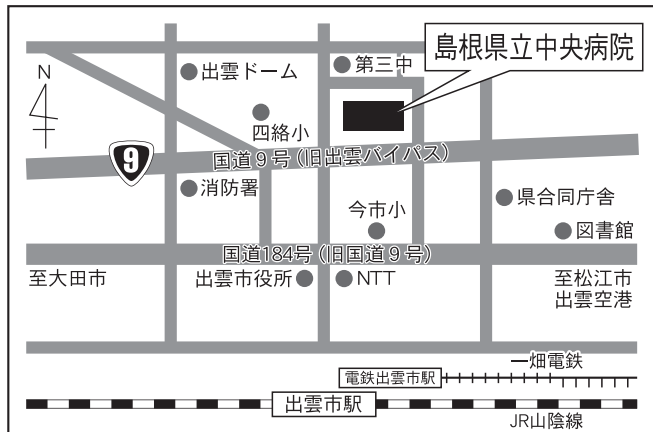 島根県立中央病院
N
出雲ドーム
第三中
四絡小
国道9号(旧出雲バイパス)
9
消防署
今市小
県合同庁舎
図書館
国道184号(旧国道9号)
至大田市
出雲市役所
NTT
至松江市
出雲空港
一畑電鉄
電鉄出雲市駅
出雲市駅
JR山陰線